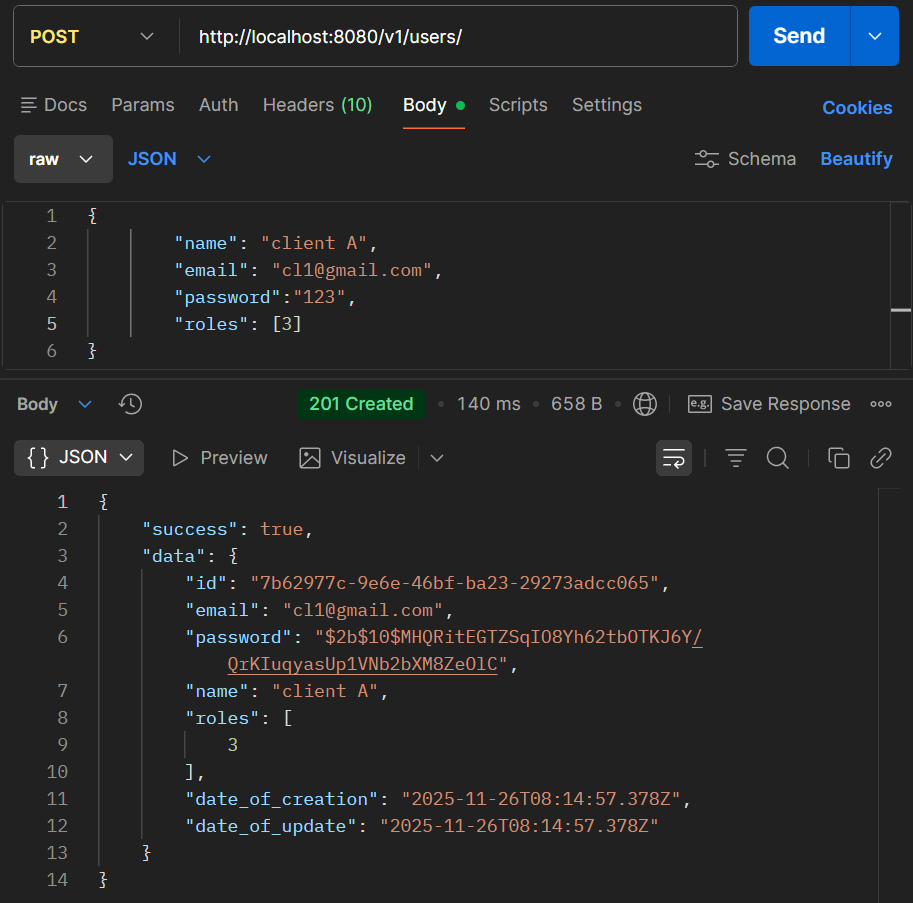 POST http://localhost:8080/v1/users/ Send
Docs Params Auth Headers (10) Body Scripts Settings Cookies
raw JSON Schema Beautify
1 {
2 "name": "client A",
3 "email": "cl1@gmail.com",
4 "password":"123",
5 "roles": [3]
6 }
Body 201 Created 140 ms 658 B e.g. Save Response
{} JSON Preview Visualize
1 {
2 "success": true,
3 "data": {
4 "id": "7b62977c-9e6e-46bf-ba23-29273adcc065",
5 "email": "cl1@gmail.com",
6 "password": "$2b$10$MHQRitEGTZSqIO8Yh62tbOTKJ6Y/
QrKIuqyasUp1VNb2bXM8ZeOlC",
7 "name": "client A",
8 "roles": [
9 3
10 ],
11 "date_of_creation": "2025-11-26T08:14:57.378Z",
12 "date_of_update": "2025-11-26T08:14:57.378Z"
13 }
14 }